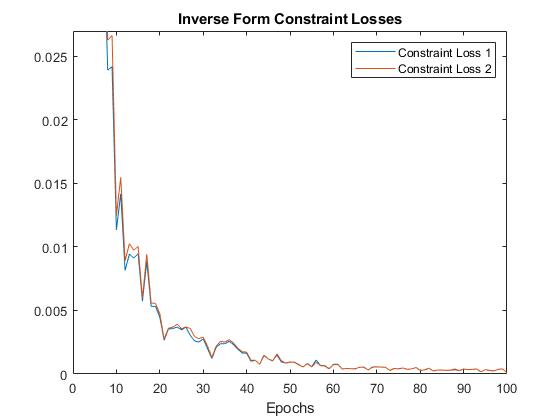 Inverse Form Constraint Losses
Constraint Loss 1
Constraint Loss 2
0.025
0.02
0.015
0.01
0.005
0
0 10 20 30 40 50 60 70 80 90 100
Epochs